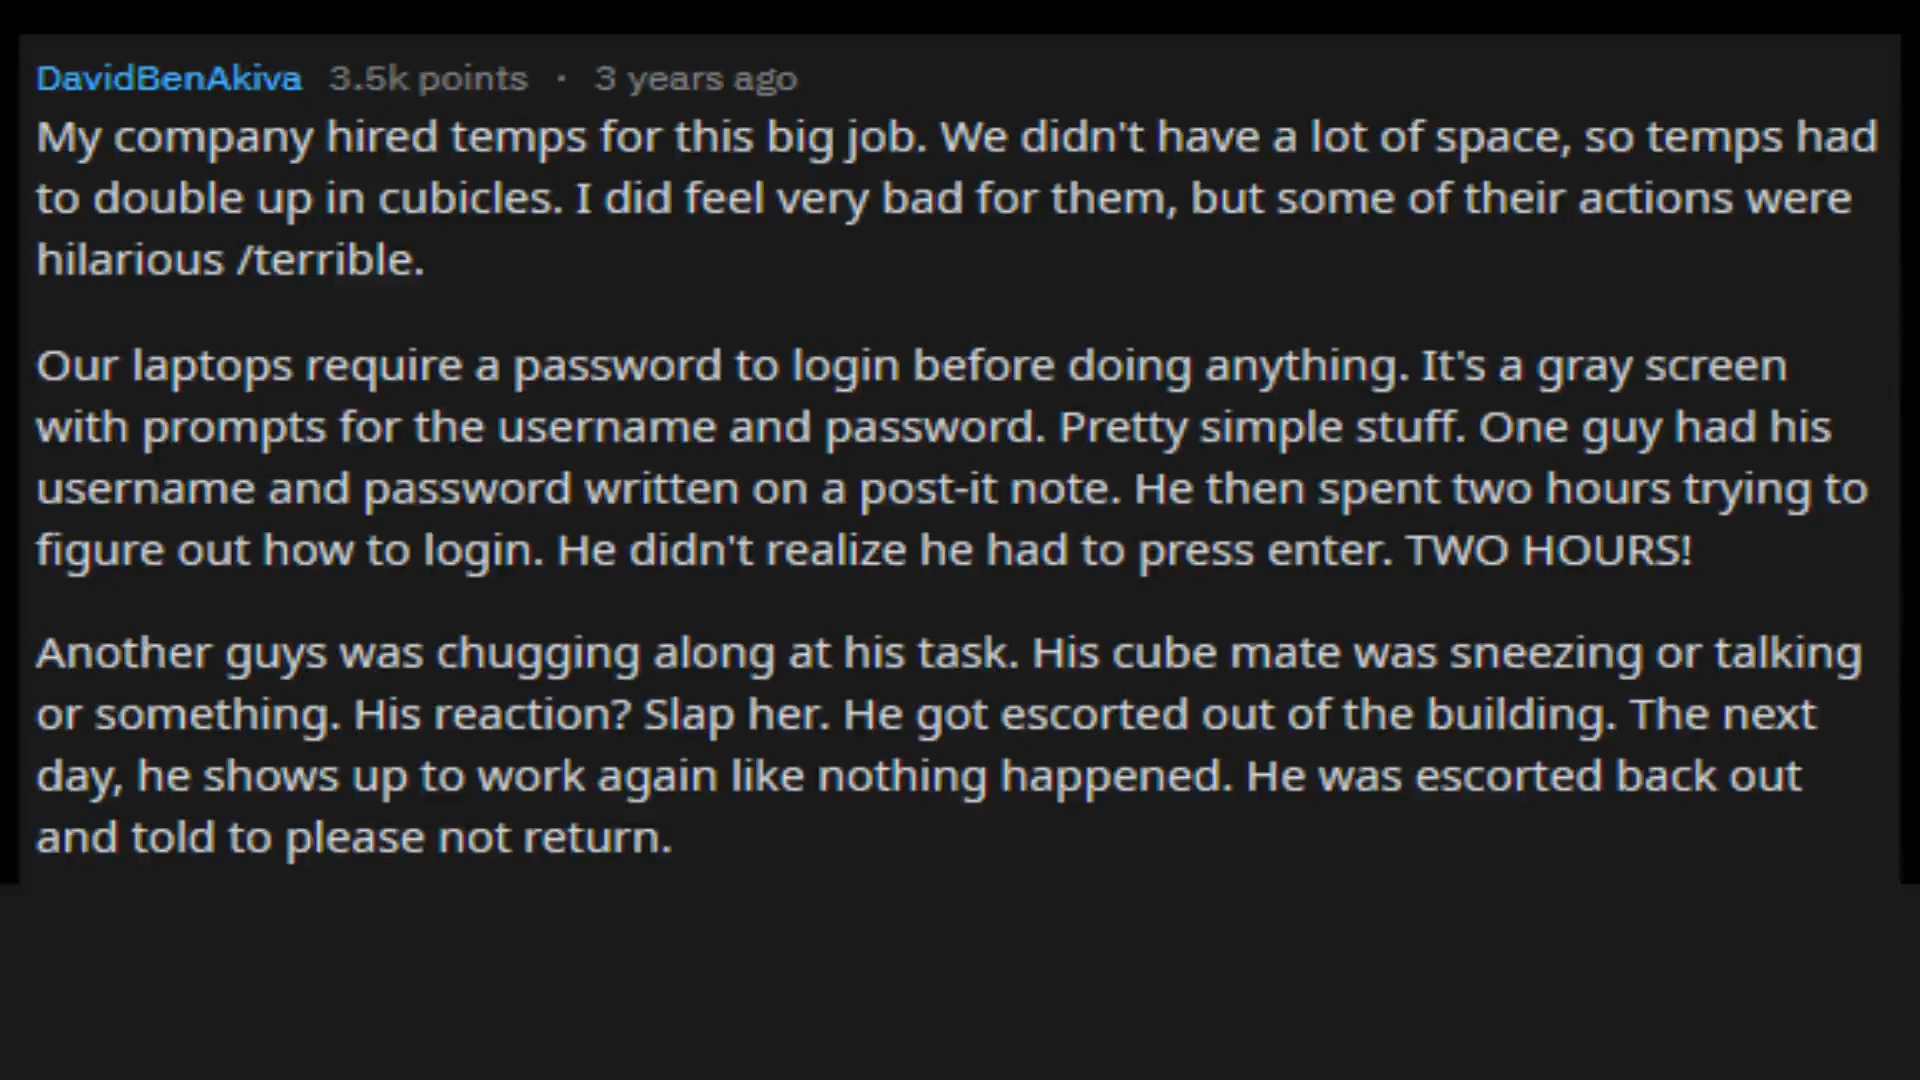 DavidBenAkiva 3.5k points · 3 years ago
My company hired temps for this big job. We didn't have a lot of space, so temps had
to double up in cubicles. I did feel very bad for them, but some of their actions were
hilarious /terrible.
Our laptops require a password to login before doing anything. It's a gray screen
with prompts for the username and password. Pretty simple stuff. One guy had his
username and password written on a post-it note. He then spent two hours trying to
figure out how to login. He didn't realize he had to press enter. TWO HOURS!
Another guys was chugging along at his task. His cube mate was sneezing or talking
or something. His reaction? Slap her. He got escorted out of the building. The next
day, he shows up to work again like nothing happened. He was escorted back out
and told to please not return.